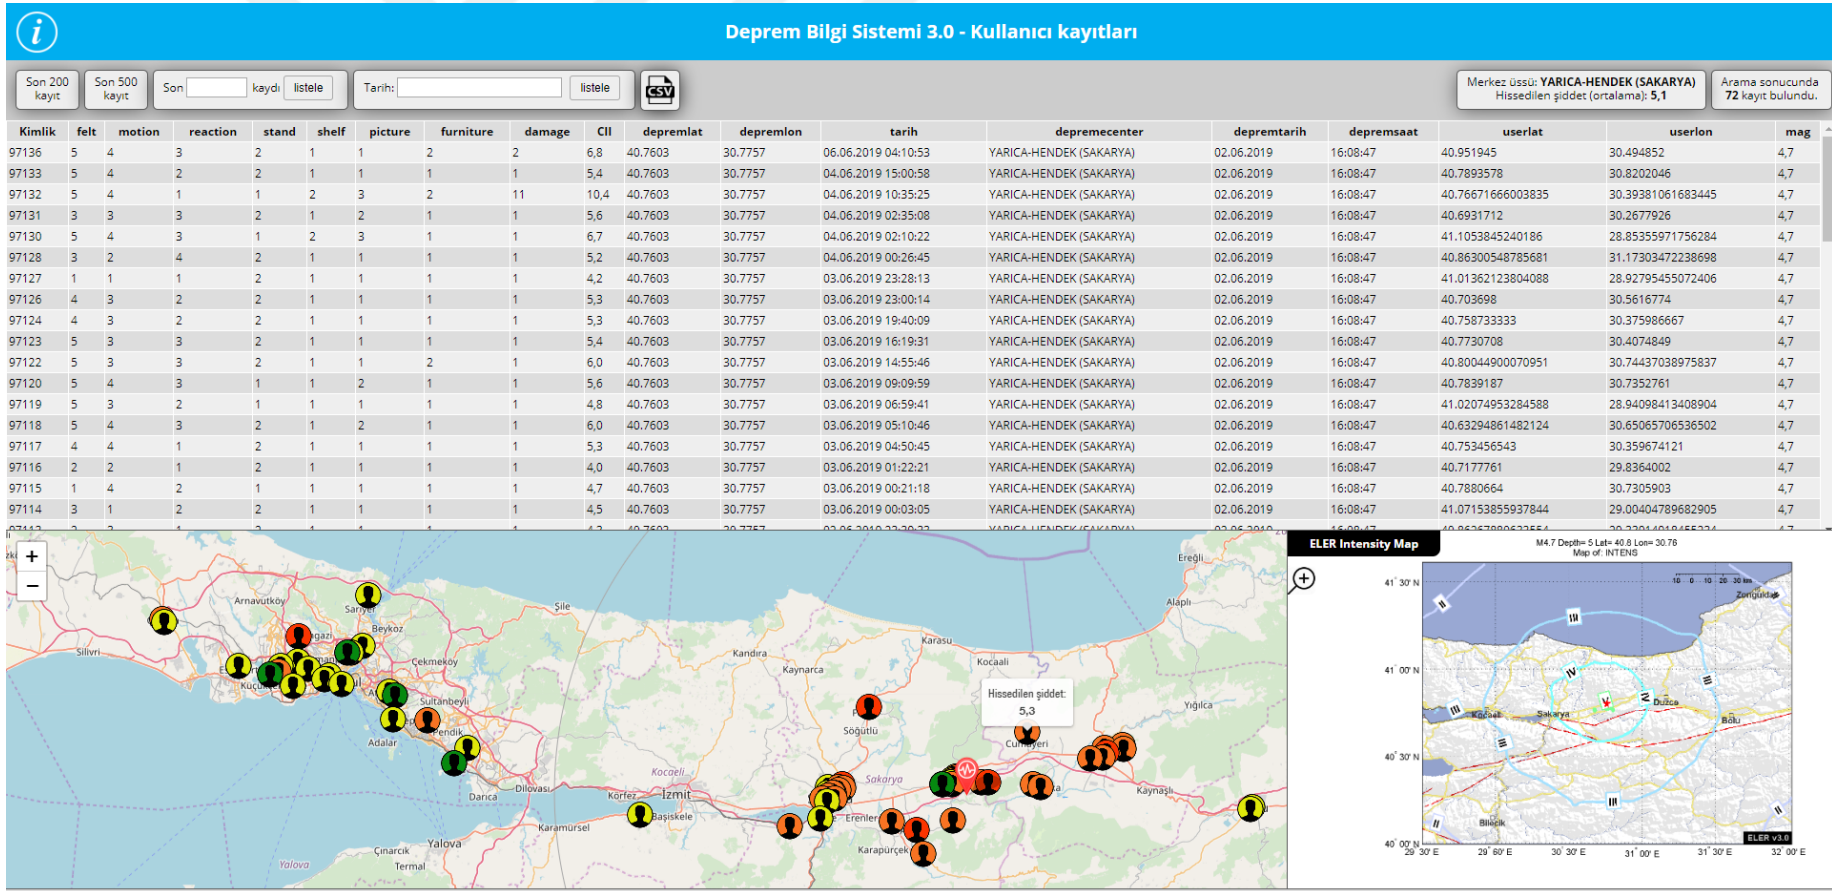 i
Deprem Bilgi Sistemi 3.0 - Kullanıcı kayıtları
Son 200 kayıt
Son 500 kayıt
Son kaydı listele
Tarih: listele
CSV
Merkez üssü: YARICA-HENDEK (SAKARYA)
Hissedilen şiddet (ortalama): 5,1
Arama sonucunda
72 kayıt bulundu.
Kimlik felt motion reaction stand shelf picture furniture damage CII depremlat depremlon tarih depremecenter depremtarih depremsaat userlat userlon mag
97136 5 4 3 2 1 1 2 2 6,8 40.7603 30.7757 06.06.2019 04:10:53 YARICA-HENDEK (SAKARYA) 02.06.2019 16:08:47 40.951945 30.494852 4,7
97133 5 4 2 2 1 1 1 1 5,4 40.7603 30.7757 04.06.2019 15:00:58 YARICA-HENDEK (SAKARYA) 02.06.2019 16:08:47 40.7893578 30.8202046 4,7
97132 5 4 1 1 2 3 2 11 10,4 40.7603 30.7757 04.06.2019 10:35:25 YARICA-HENDEK (SAKARYA) 02.06.2019 16:08:47 40.76671666003835 30.39381061683445 4,7
97131 3 3 3 2 1 2 1 1 5,6 40.7603 30.7757 04.06.2019 02:35:08 YARICA-HENDEK (SAKARYA) 02.06.2019 16:08:47 40.6931712 30.2677926 4,7
97130 5 4 3 1 2 3 1 1 6,7 40.7603 30.7757 04.06.2019 02:10:22 YARICA-HENDEK (SAKARYA) 02.06.2019 16:08:47 41.1053845240186 28.85355971756284 4,7
97128 3 2 4 2 1 1 1 1 5,2 40.7603 30.7757 04.06.2019 00:26:45 YARICA-HENDEK (SAKARYA) 02.06.2019 16:08:47 40.86300548785681 31.17303472238698 4,7
97127 1 1 1 2 1 1 1 1 4,2 40.7603 30.7757 03.06.2019 23:28:13 YARICA-HENDEK (SAKARYA) 02.06.2019 16:08:47 41.01362123804088 28.92795455072406 4,7
97126 4 3 2 2 1 1 1 1 5,3 40.7603 30.7757 03.06.2019 23:00:14 YARICA-HENDEK (SAKARYA) 02.06.2019 16:08:47 40.703698 30.5616774 4,7
97124 4 3 2 2 1 1 1 1 5,3 40.7603 30.7757 03.06.2019 19:40:09 YARICA-HENDEK (SAKARYA) 02.06.2019 16:08:47 40.758733333 30.375986667 4,7
97123 5 3 3 2 1 1 1 1 5,4 40.7603 30.7757 03.06.2019 16:19:31 YARICA-HENDEK (SAKARYA) 02.06.2019 16:08:47 40.7730708 30.4074849 4,7
97122 5 3 3 2 1 1 2 1 6,0 40.7603 30.7757 03.06.2019 14:55:46 YARICA-HENDEK (SAKARYA) 02.06.2019 16:08:47 40.80044900070951 30.74437038975837 4,7
97120 5 4 3 1 1 2 1 1 5,6 40.7603 30.7757 03.06.2019 09:09:59 YARICA-HENDEK (SAKARYA) 02.06.2019 16:08:47 40.7839187 30.7352761 4,7
97119 5 3 2 1 1 1 1 1 4,8 40.7603 30.7757 03.06.2019 06:59:41 YARICA-HENDEK (SAKARYA) 02.06.2019 16:08:47 41.02074953284588 28.94098413408904 4,7
97118 5 4 3 2 1 2 1 1 6,0 40.7603 30.7757 03.06.2019 05:10:46 YARICA-HENDEK (SAKARYA) 02.06.2019 16:08:47 40.63294861482124 30.65065706536502 4,7
97117 4 4 1 2 1 1 1 1 5,3 40.7603 30.7757 03.06.2019 04:50:45 YARICA-HENDEK (SAKARYA) 02.06.2019 16:08:47 40.753456543 30.359674121 4,7
97116 2 2 1 2 1 1 1 1 4,0 40.7603 30.7757 03.06.2019 01:22:21 YARICA-HENDEK (SAKARYA) 02.06.2019 16:08:47 40.7177761 29.8364002 4,7
97115 1 4 2 1 1 1 1 1 4,7 40.7603 30.7757 03.06.2019 00:21:18 YARICA-HENDEK (SAKARYA) 02.06.2019 16:08:47 40.7880664 30.7305903 4,7
97114 3 1 2 2 1 1 1 1 4,5 40.7603 30.7757 03.06.2019 00:03:05 YARICA-HENDEK (SAKARYA) 02.06.2019 16:08:47 41.07153855937844 29.00404789682905 4,7
+
−
Ereğli
Arnavutköy
Şile
Alaplı
Beykoz
Karasu
Silivri
Kandıra
Kocaali
Çekmeköy
Kaynarca
Sultanbeyli
Hissedilen şiddet:
5,3
Yığılca
Söğütlü
Pendik
Adalar
Kocaeli
Sakarya
Darıca
Dilovası
Körfez
İzmit
Kaynaşlı
Başiskele
Karamürsel
Erenler
Yalova
Çınarcık
Karapürçek
Yalova
Termal
ELER Intensity Map
M4.7 Depth= 5 Lat= 40.8 Lon= 30.76
Map of: INTENS
41° 30' N
10 0 10 20 30 km
Zonguldak
II
III
41° 00' N
IV
III
III
IV
Düzce
Kocaeli
Sakarya
Bolu
III
40° 30' N
III
II
II
Bilecik
ELER v3.0
40° 00' N
30° 30' E
31° 00' E
31° 30' E
32° 00' E